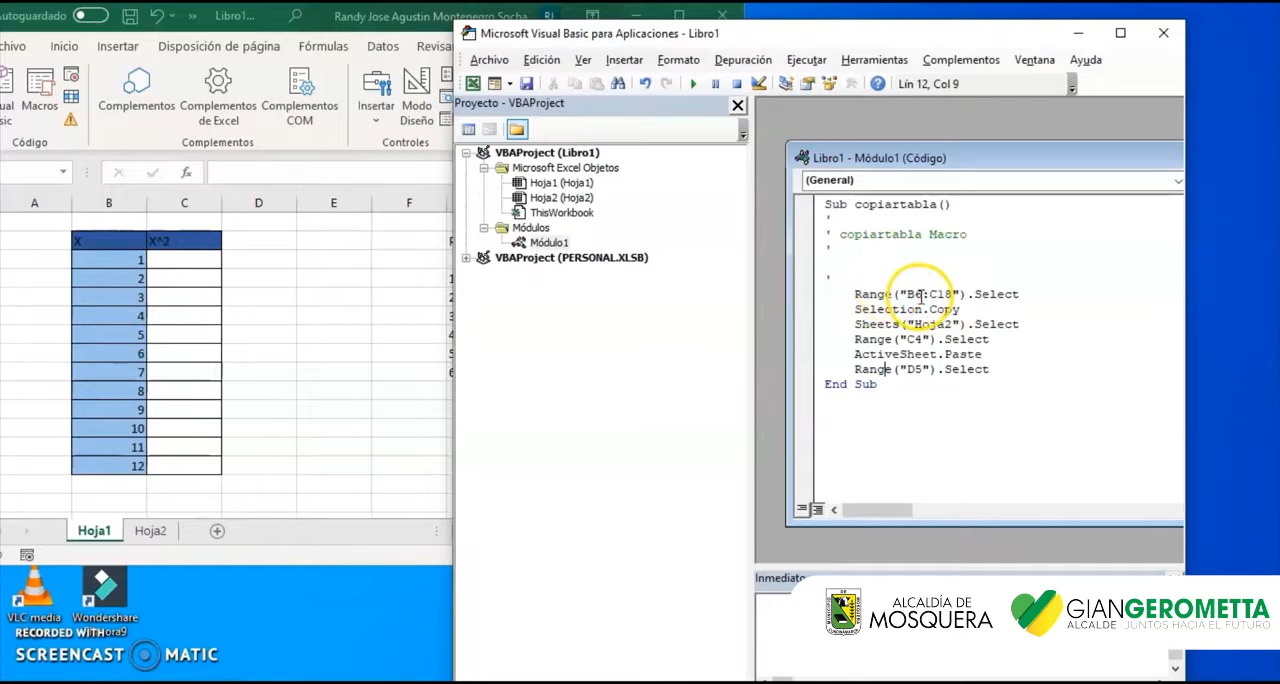 Autoguardado
Libro1...
Randy Jose Agustin Montenegro Socha
RJ
Archivo Inicio Insertar Disposición de página Fórmulas Datos Revisar
Macros
Complementos
Complementos
de Excel
Complementos
COM
Insertar
Modo
Diseño
Código
Complementos
Controles
fx
A B C D E F
X X^2
1
2
3
4
5
6
7
8
9
10
11
12
Hoja1
Hoja2
Microsoft Visual Basic para Aplicaciones - Libro1
Archivo Edición Ver Insertar Formato Depuración Ejecutar Herramientas Complementos Ventana Ayuda
Lín 12, Col 9
Proyecto - VBAProject
VBAProject (Libro1)
Microsoft Excel Objetos
Hoja1 (Hoja1)
Hoja2 (Hoja2)
ThisWorkbook
Módulos
Módulo1
VBAProject (PERSONAL.XLSB)
Libro1 - Módulo1 (Código)
(General)
Sub copiartabla()
'
' copiartabla Macro
'
'
Range("B6:C18").Select
Selection.Copy
Sheets("Hoja2").Select
Range("C4").Select
ActiveSheet.Paste
Range("D5").Select
End Sub
Inmediato
VLC media
Wondershare
RECORDED WITH
SCREENCAST MATIC
ALCALDÍA DE
MOSQUERA
GIANGEROMETTA
ALCALDE JUNTOS HACIA EL FUTURO